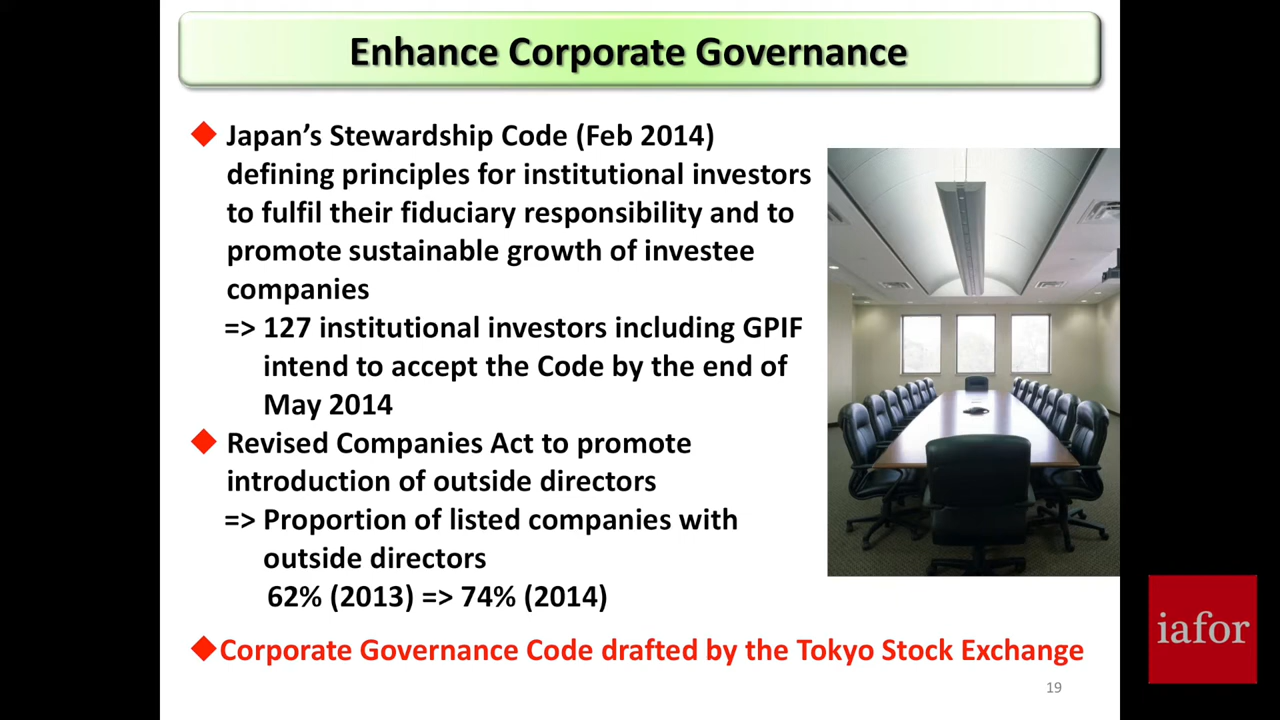 Enhance Corporate Governance
Japan's Stewardship Code (Feb 2014)
defining principles for institutional investors
to fulfil their fiduciary responsibility and to
promote sustainable growth of investee
companies
=> 127 institutional investors including GPIF
intend to accept the Code by the end of
May 2014
Revised Companies Act to promote
introduction of outside directors
=> Proportion of listed companies with
outside directors
62% (2013) => 74% (2014)
Corporate Governance Code drafted by the Tokyo Stock Exchange
19
iafor